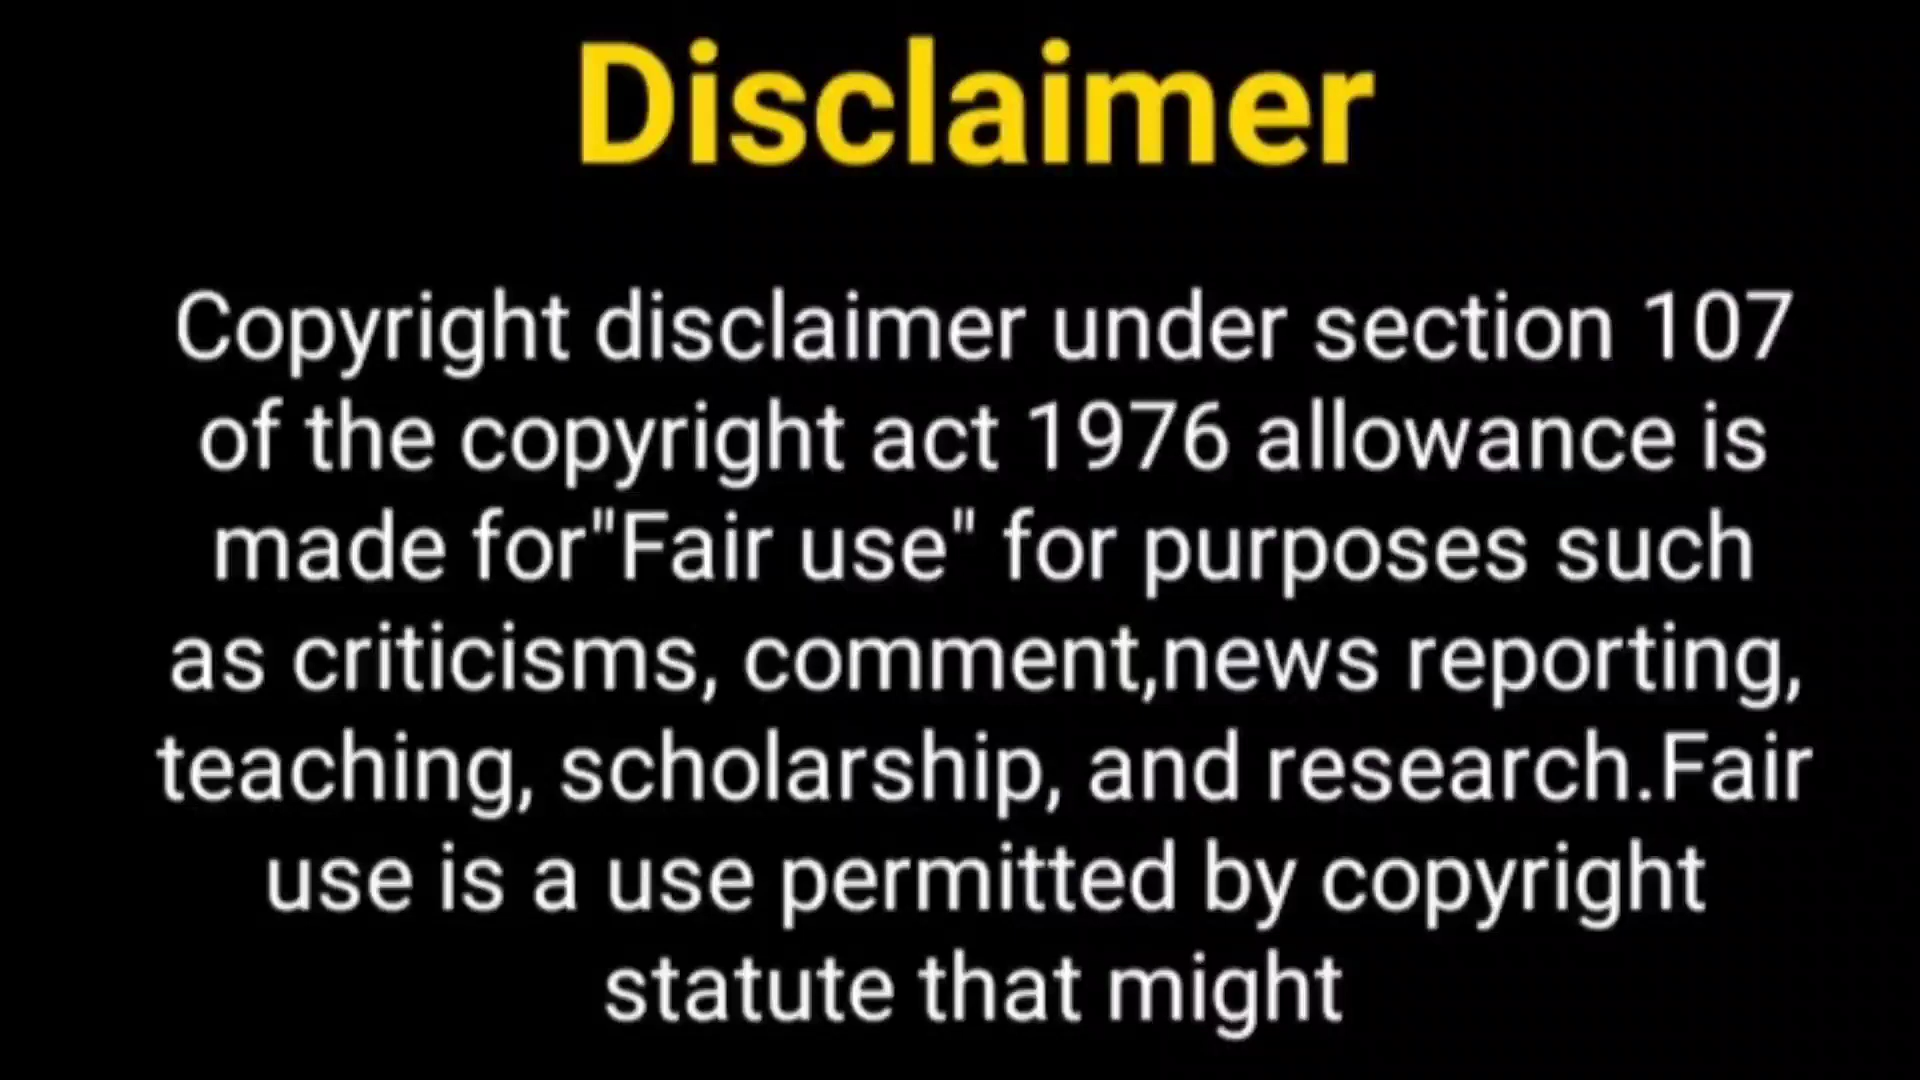 Disclaimer
Copyright disclaimer under section 107
of the copyright act 1976 allowance is
made for"Fair use" for purposes such
as criticisms, comment,news reporting,
teaching, scholarship, and research.Fair
use is a use permitted by copyright
statute that might